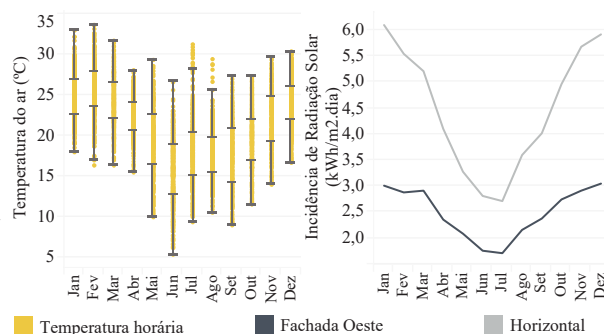 Temperatura do ar (ºC)
35
30
25
20
15
10
5
Jan Fev Mar Abr Mai Jun Jul Ago Set Out Nov Dez
Incidência de Radiação Solar
(kWh/m2.dia)
6,0
5,5
5,0
4,5
4,0
3,5
3,0
2,5
2,0
Jan Fev Mar Abr Mai Jun Jul Ago Set Out Nov Dez
Temperatura horária Fachada Oeste Horizontal